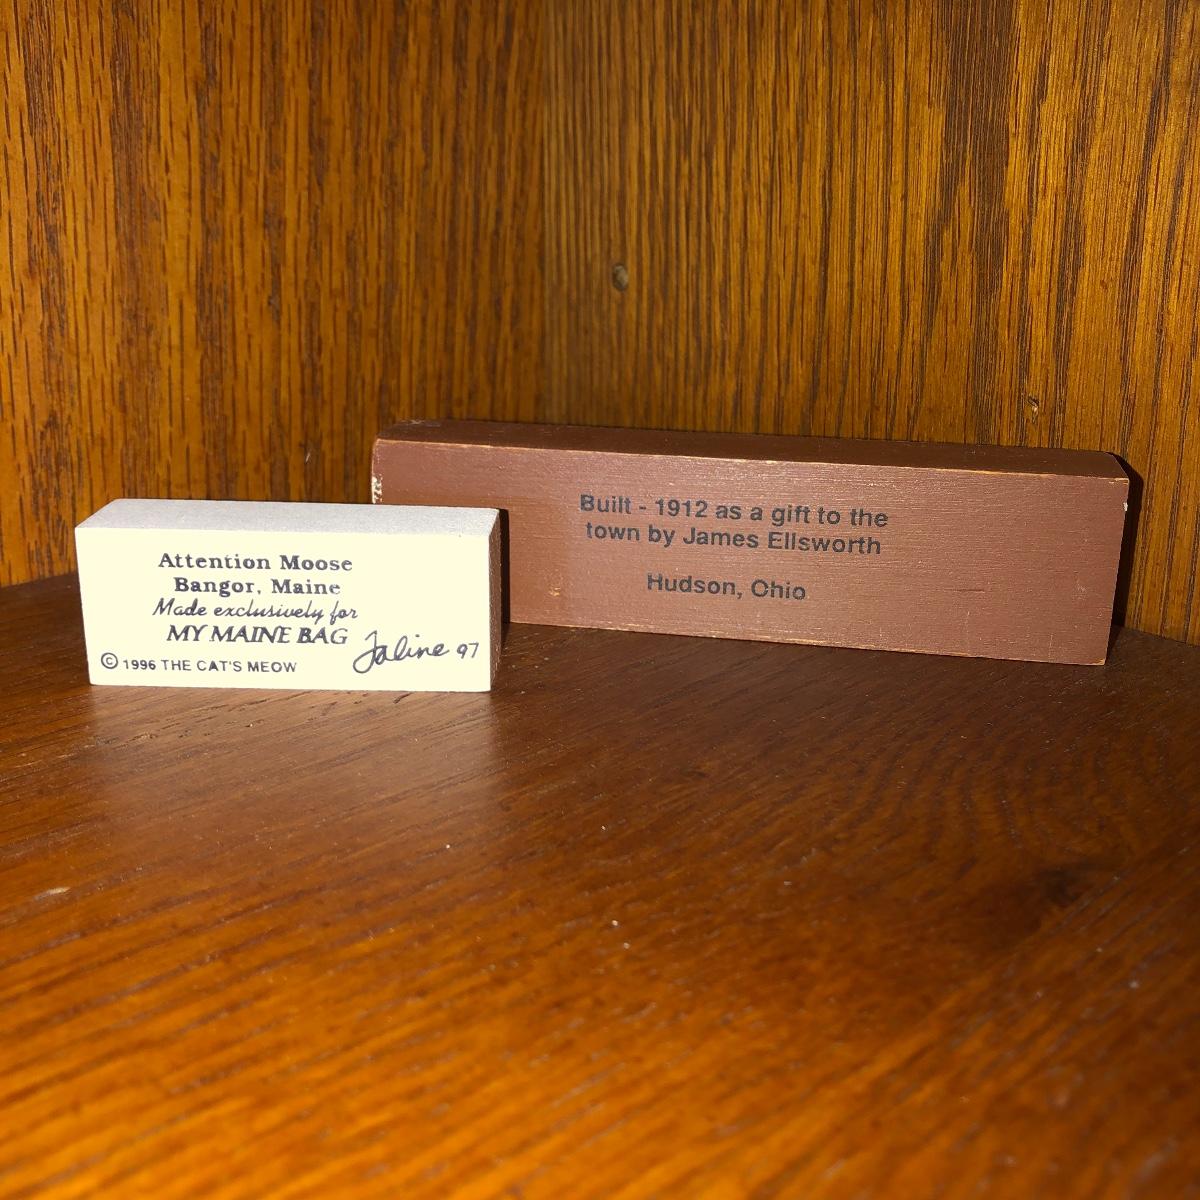 Attention Moose
Bangor, Maine
Made exclusively for
MY MAINE BAG
Faline 97
© 1996 THE CAT'S MEOW
Built - 1912 as a gift to the
town by James Ellsworth
Hudson, Ohio